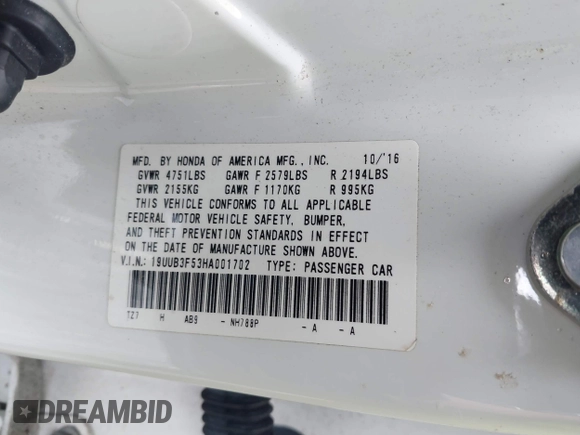 MFD. BY HONDA OF AMERICA MFG., INC. 10/'16
GVWR 4751LBS GAWR F 2579LBS R 2194LBS
GVWR 2155KG GAWR F 1170KG R 995KG
THIS VEHICLE CONFORMS TO ALL APPLICABLE
FEDERAL MOTOR VEHICLE SAFETY, BUMPER,
AND THEFT PREVENTION STANDARDS IN EFFECT
ON THE DATE OF MANUFACTURE SHOWN ABOVE.
V.I.N.: 19UUB3F53HA001702 TYPE: PASSENGER CAR
TZ7 H AB9 - NH788P - A - A
DREAMBID